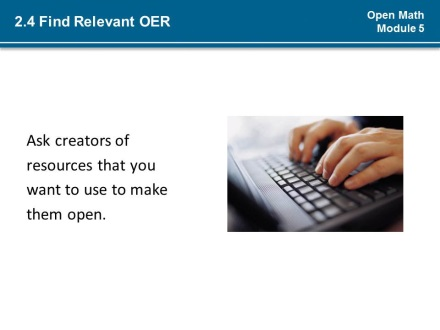 2.4 Find Relevant OER
Open Math
Module 5
Ask creators of
resources that you
want to use to make
them open.